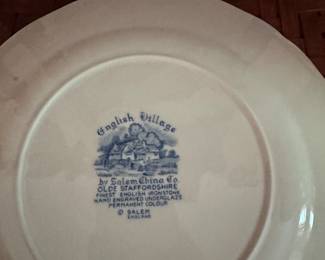 English Village
by Salem China Co.
OLDE STAFFORDSHIRE
FINEST ENGLISH IRONSTONE
HAND ENGRAVED UNDERGLAZE
PERMANENT COLOUR
© SALEM
ENGLAND